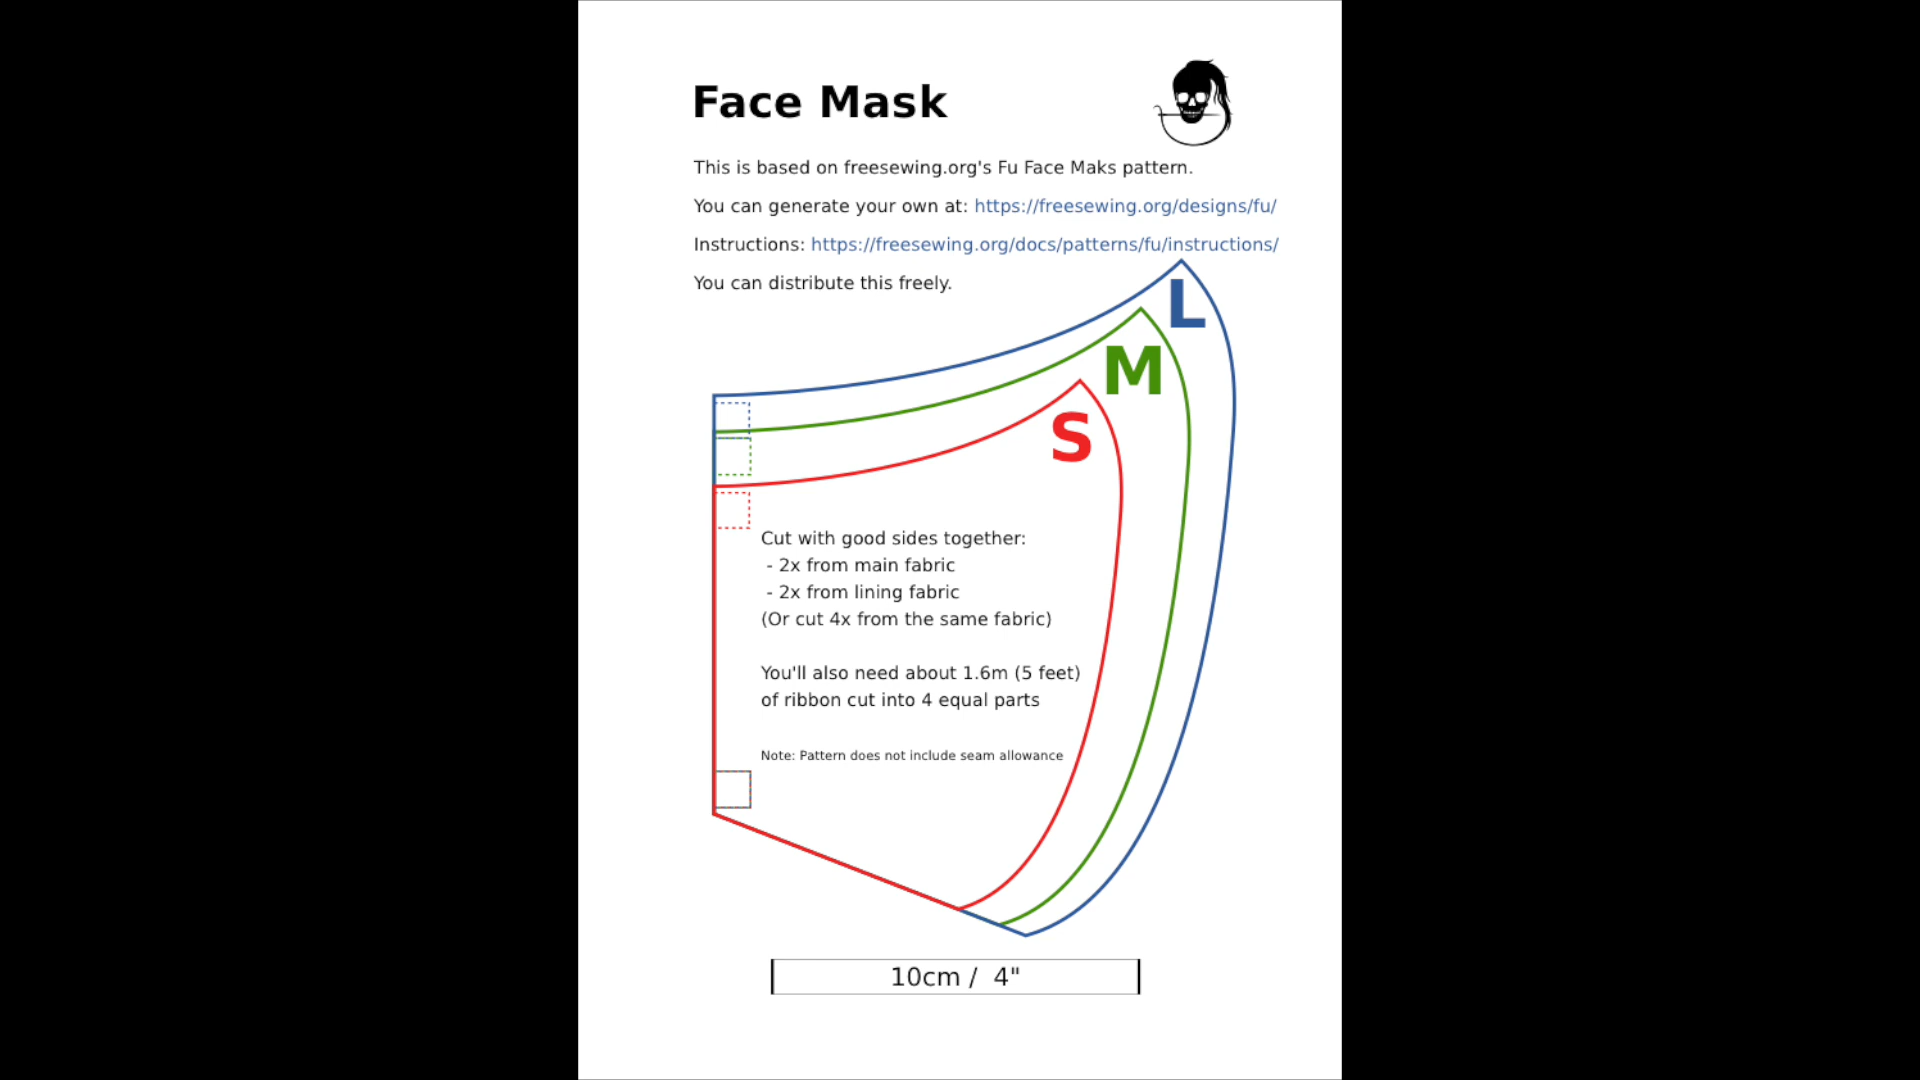 Face Mask
This is based on freesewing.org's Fu Face Maks pattern.
You can generate your own at: https://freesewing.org/designs/fu/
Instructions: https://freesewing.org/docs/patterns/fu/instructions/
You can distribute this freely.
L
M
S
Cut with good sides together:
- 2x from main fabric
- 2x from lining fabric
(Or cut 4x from the same fabric)
You'll also need about 1.6m (5 feet)
of ribbon cut into 4 equal parts
Note: Pattern does not include seam allowance
10cm /  4"